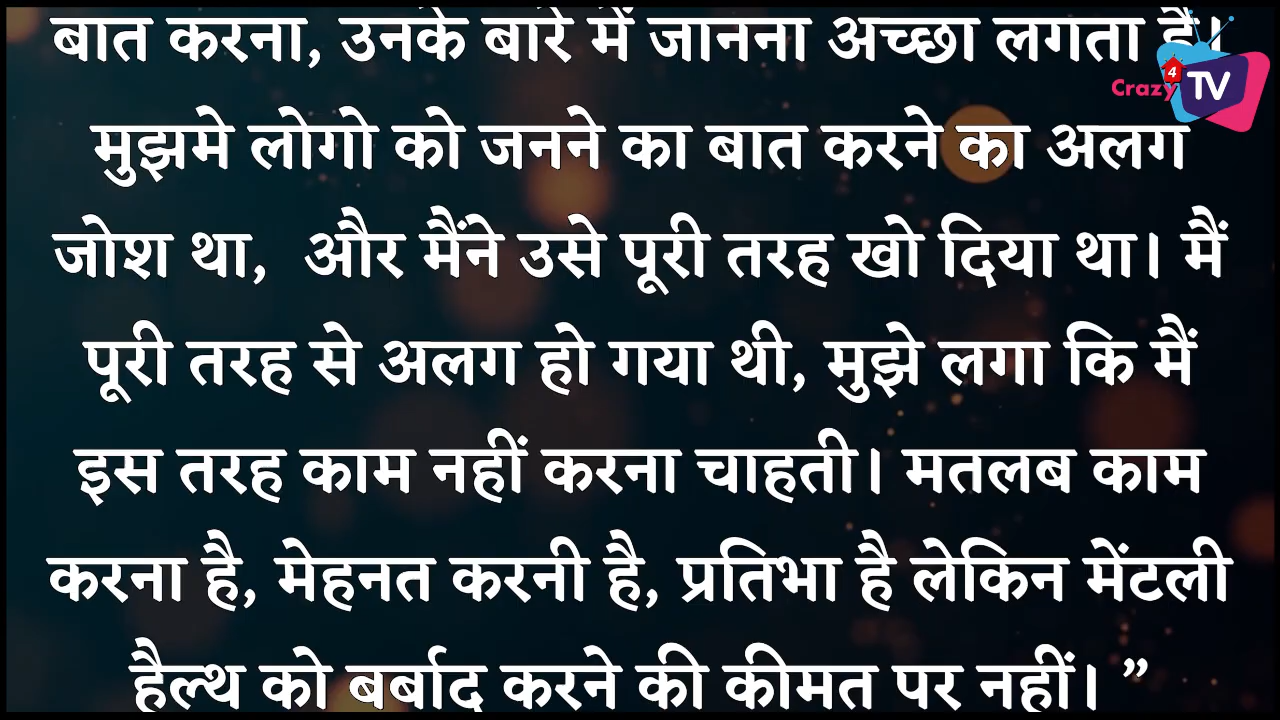 बात करना, उनके बारे में जानना अच्छा लगता है।
Crazy 4 TV
मुझमे लोगो को जनने का बात करने का अलग
जोश था, और मैंने उसे पूरी तरह खो दिया था। मैं
पूरी तरह से अलग हो गया थी, मुझे लगा कि मैं
इस तरह काम नहीं करना चाहती। मतलब काम
करना है, मेहनत करनी है, प्रतिभा है लेकिन मेंटली
हैल्थ को बर्बाद करने की कीमत पर नहीं। ”